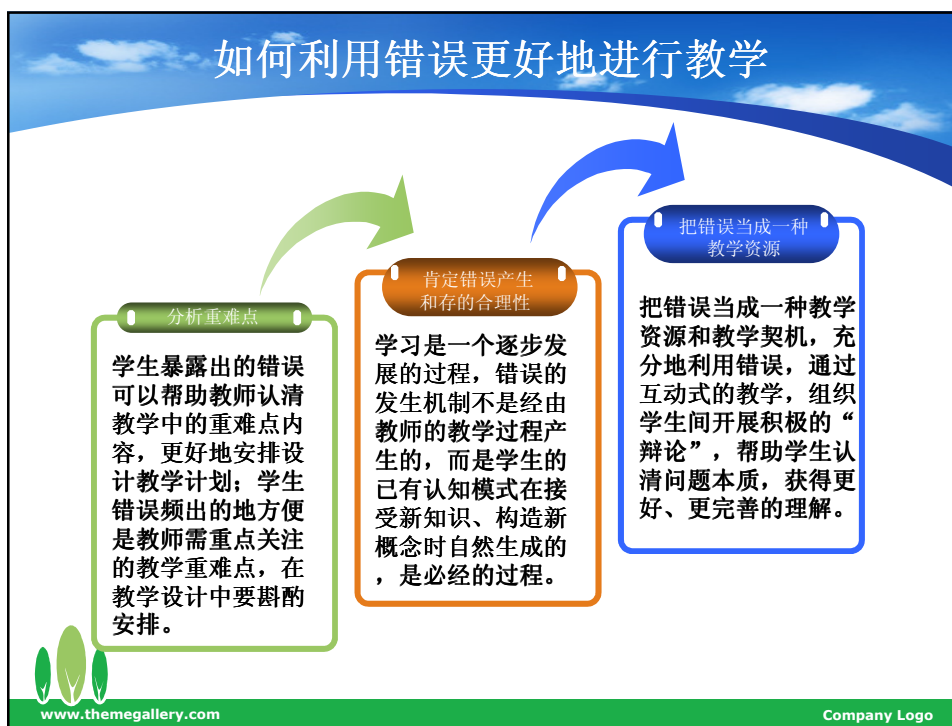 如何利用错误更好地进行教学
分析重难点
学生暴露出的错误
可以帮助教师认清
教学中的重难点内
容，更好地安排设
计教学计划；学生
错误频出的地方便
是教师需重点关注
的教学重难点，在
教学设计中要斟酌
安排。
肯定错误产生
和存的合理性
学习是一个逐步发
展的过程，错误的
发生机制不是经由
教师的教学过程产
生的，而是学生的
已有认知模式在接
受新知识、构造新
概念时自然生成的
，是必经的过程。
把错误当成一种
教学资源
把错误当成一种教学
资源和教学契机，充
分地利用错误，通过
互动式的教学，组织
学生间开展积极的“
辩论”，帮助学生认
清问题本质，获得更
好、更完善的理解。
www.themegallery.com
Company Logo